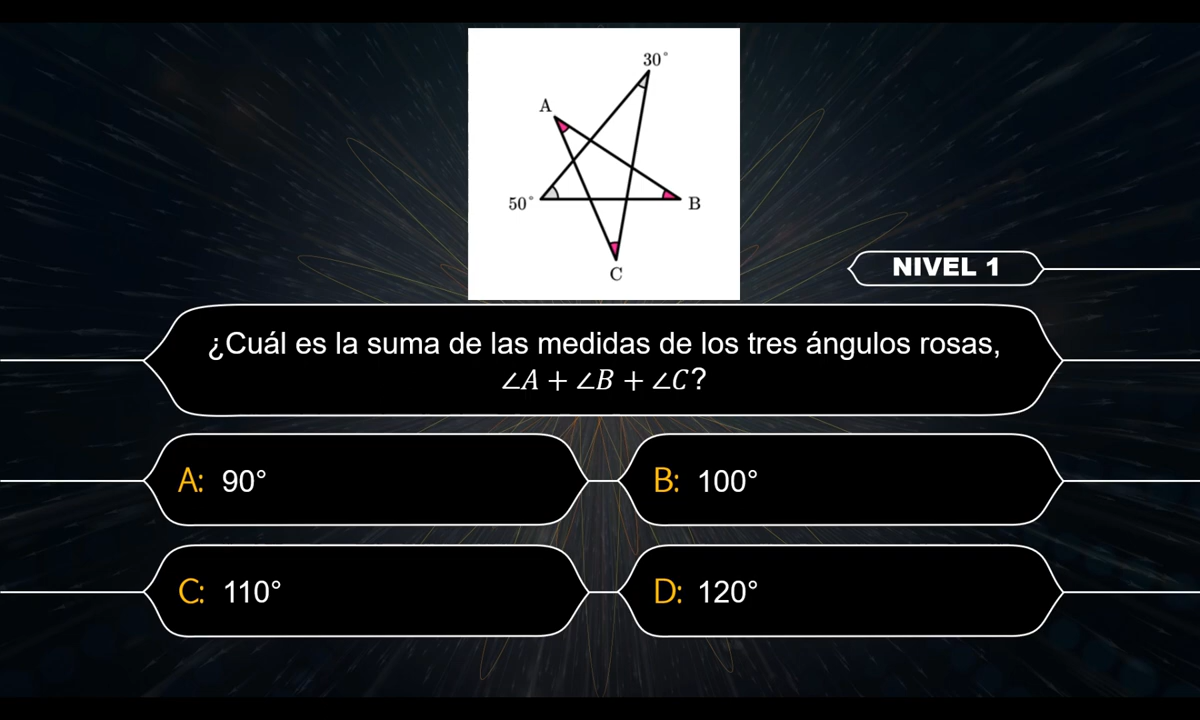 30°
A
50°
B
C
NIVEL 1
¿Cuál es la suma de las medidas de los tres ángulos rosas,
∠A + ∠B + ∠C?
A: 90°
B: 100°
C: 110°
D: 120°